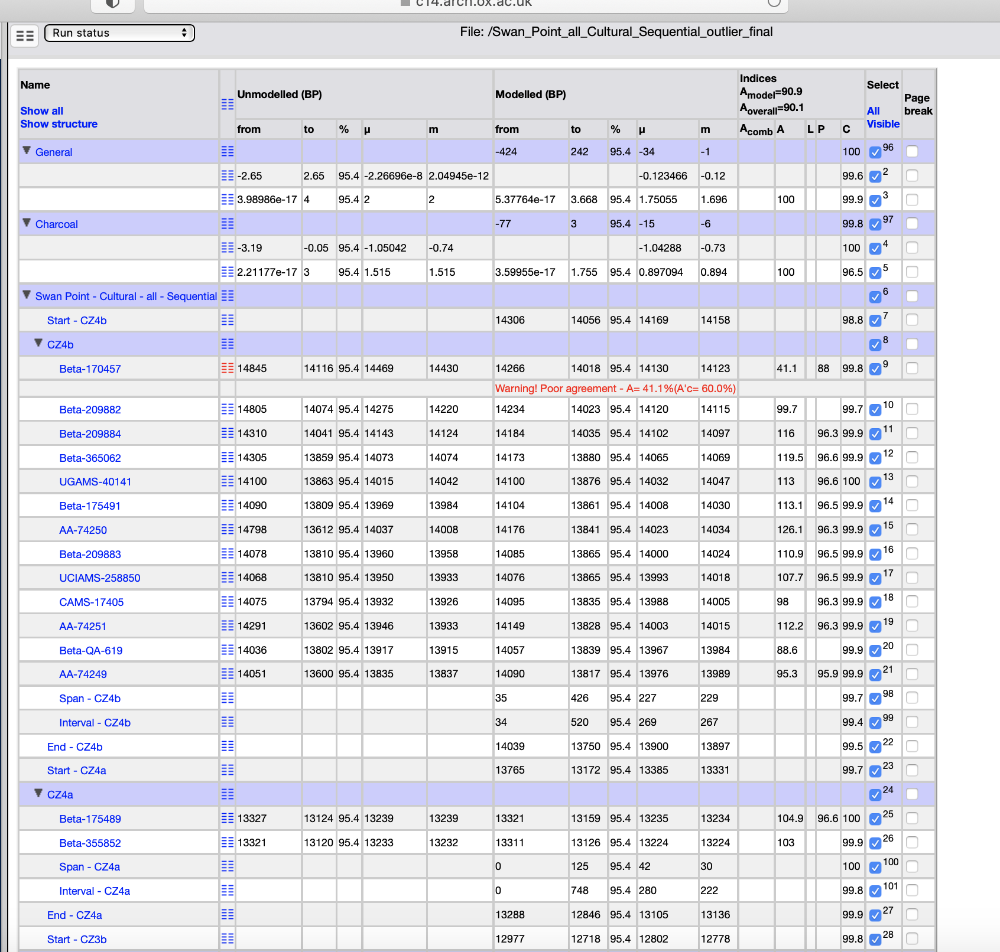 c14.arch.ox.ac.uk
Run status
File: /Swan_Point_all_Cultural_Sequential_outlier_final
Name Unmodelled (BP) Modelled (BP) Indices Select Page break
Amodel=90.9
Aoverall=90.1
Show all All
Show structure Visible
from to % µ m from to % µ m Acomb A L P C
General -424 242 95.4 -34 -1 100 96
-2.65 2.65 95.4 -2.26696e-8 2.04945e-12 -0.123466 -0.12 99.6 2
3.98986e-17 4 95.4 2 2 5.37764e-17 3.668 95.4 1.75055 1.696 100 99.9 3
Charcoal -77 3 95.4 -15 -6 99.8 97
-3.19 -0.05 95.4 -1.05042 -0.74 -1.04288 -0.73 100 4
2.21177e-17 3 95.4 1.515 1.515 3.59955e-17 1.755 95.4 0.897094 0.894 100 96.5 5
Swan Point - Cultural - all - Sequential 6
Start - CZ4b 14306 14056 95.4 14169 14158 98.8 7
CZ4b 8
Beta-170457 14845 14116 95.4 14469 14430 14266 14018 95.4 14130 14123 41.1 88 99.8 9
Warning! Poor agreement - A= 41.1%(A'c= 60.0%)
Beta-209882 14805 14074 95.4 14275 14220 14234 14023 95.4 14120 14115 99.7 99.7 10
Beta-209884 14310 14041 95.4 14143 14124 14184 14035 95.4 14102 14097 116 96.3 99.9 11
Beta-365062 14305 13859 95.4 14073 14074 14173 13880 95.4 14065 14069 119.5 96.6 99.9 12
UGAMS-40141 14100 13863 95.4 14015 14042 14100 13876 95.4 14032 14047 113 96.6 100 13
Beta-175491 14090 13809 95.4 13969 13984 14104 13861 95.4 14008 14030 113.1 96.5 99.9 14
AA-74250 14798 13612 95.4 14037 14008 14176 13841 95.4 14023 14034 126.1 96.3 99.9 15
Beta-209883 14078 13810 95.4 13960 13958 14085 13865 95.4 14000 14024 110.9 96.5 99.9 16
UCIAMS-258850 14068 13810 95.4 13950 13933 14076 13865 95.4 13993 14018 107.7 96.5 99.9 17
CAMS-17405 14075 13794 95.4 13932 13926 14095 13835 95.4 13988 14005 98 96.3 99.9 18
AA-74251 14291 13602 95.4 13946 13933 14149 13828 95.4 14003 14015 112.2 96.3 99.9 19
Beta-QA-619 14036 13802 95.4 13917 13915 14057 13839 95.4 13967 13984 88.6 99.9 20
AA-74249 14051 13600 95.4 13835 13837 14090 13817 95.4 13976 13989 95.3 95.9 99.9 21
Span - CZ4b 35 426 95.4 227 229 99.7 98
Interval - CZ4b 34 520 95.4 269 267 99.4 99
End - CZ4b 14039 13750 95.4 13900 13897 99.5 22
Start - CZ4a 13765 13172 95.4 13385 13331 99.7 23
CZ4a 24
Beta-175489 13327 13124 95.4 13239 13239 13321 13159 95.4 13235 13234 104.9 96.6 100 25
Beta-355852 13321 13120 95.4 13233 13232 13311 13126 95.4 13224 13224 103 99.9 26
Span - CZ4a 0 125 95.4 42 30 100 100
Interval - CZ4a 0 748 95.4 280 222 99.8 101
End - CZ4a 13288 12846 95.4 13105 13136 99.9 27
Start - CZ3b 12977 12718 95.4 12802 12778 99.8 28